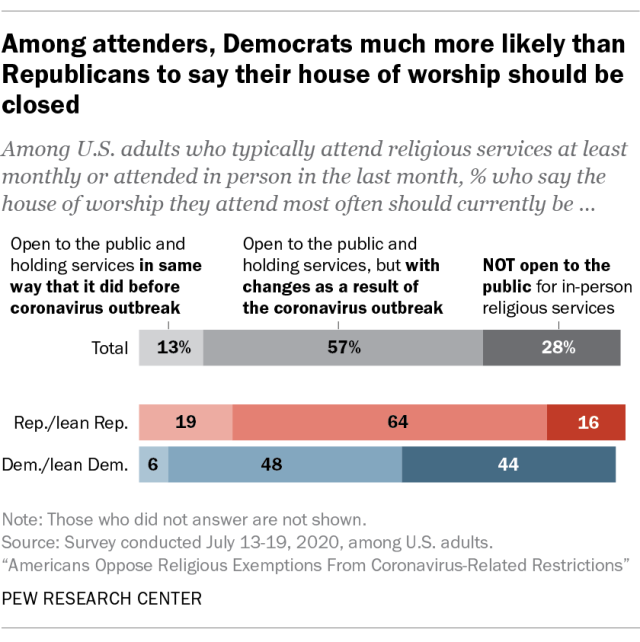 Among attenders, Democrats much more likely than
Republicans to say their house of worship should be
closed
Among U.S. adults who typically attend religious services at least
monthly or attended in person in the last month, % who say the
house of worship they attend most often should currently be ...
Open to the public and
holding services in same
way that it did before
coronavirus outbreak
Open to the public and
holding services, but with
changes as a result of
the coronavirus outbreak
NOT open to the
public for in-person
religious services
Total 13% 57% 28%
Rep./lean Rep. 19 64 16
Dem./lean Dem. 6 48 44
Note: Those who did not answer are not shown.
Source: Survey conducted July 13-19, 2020, among U.S. adults.
“Americans Oppose Religious Exemptions From Coronavirus-Related Restrictions”
PEW RESEARCH CENTER